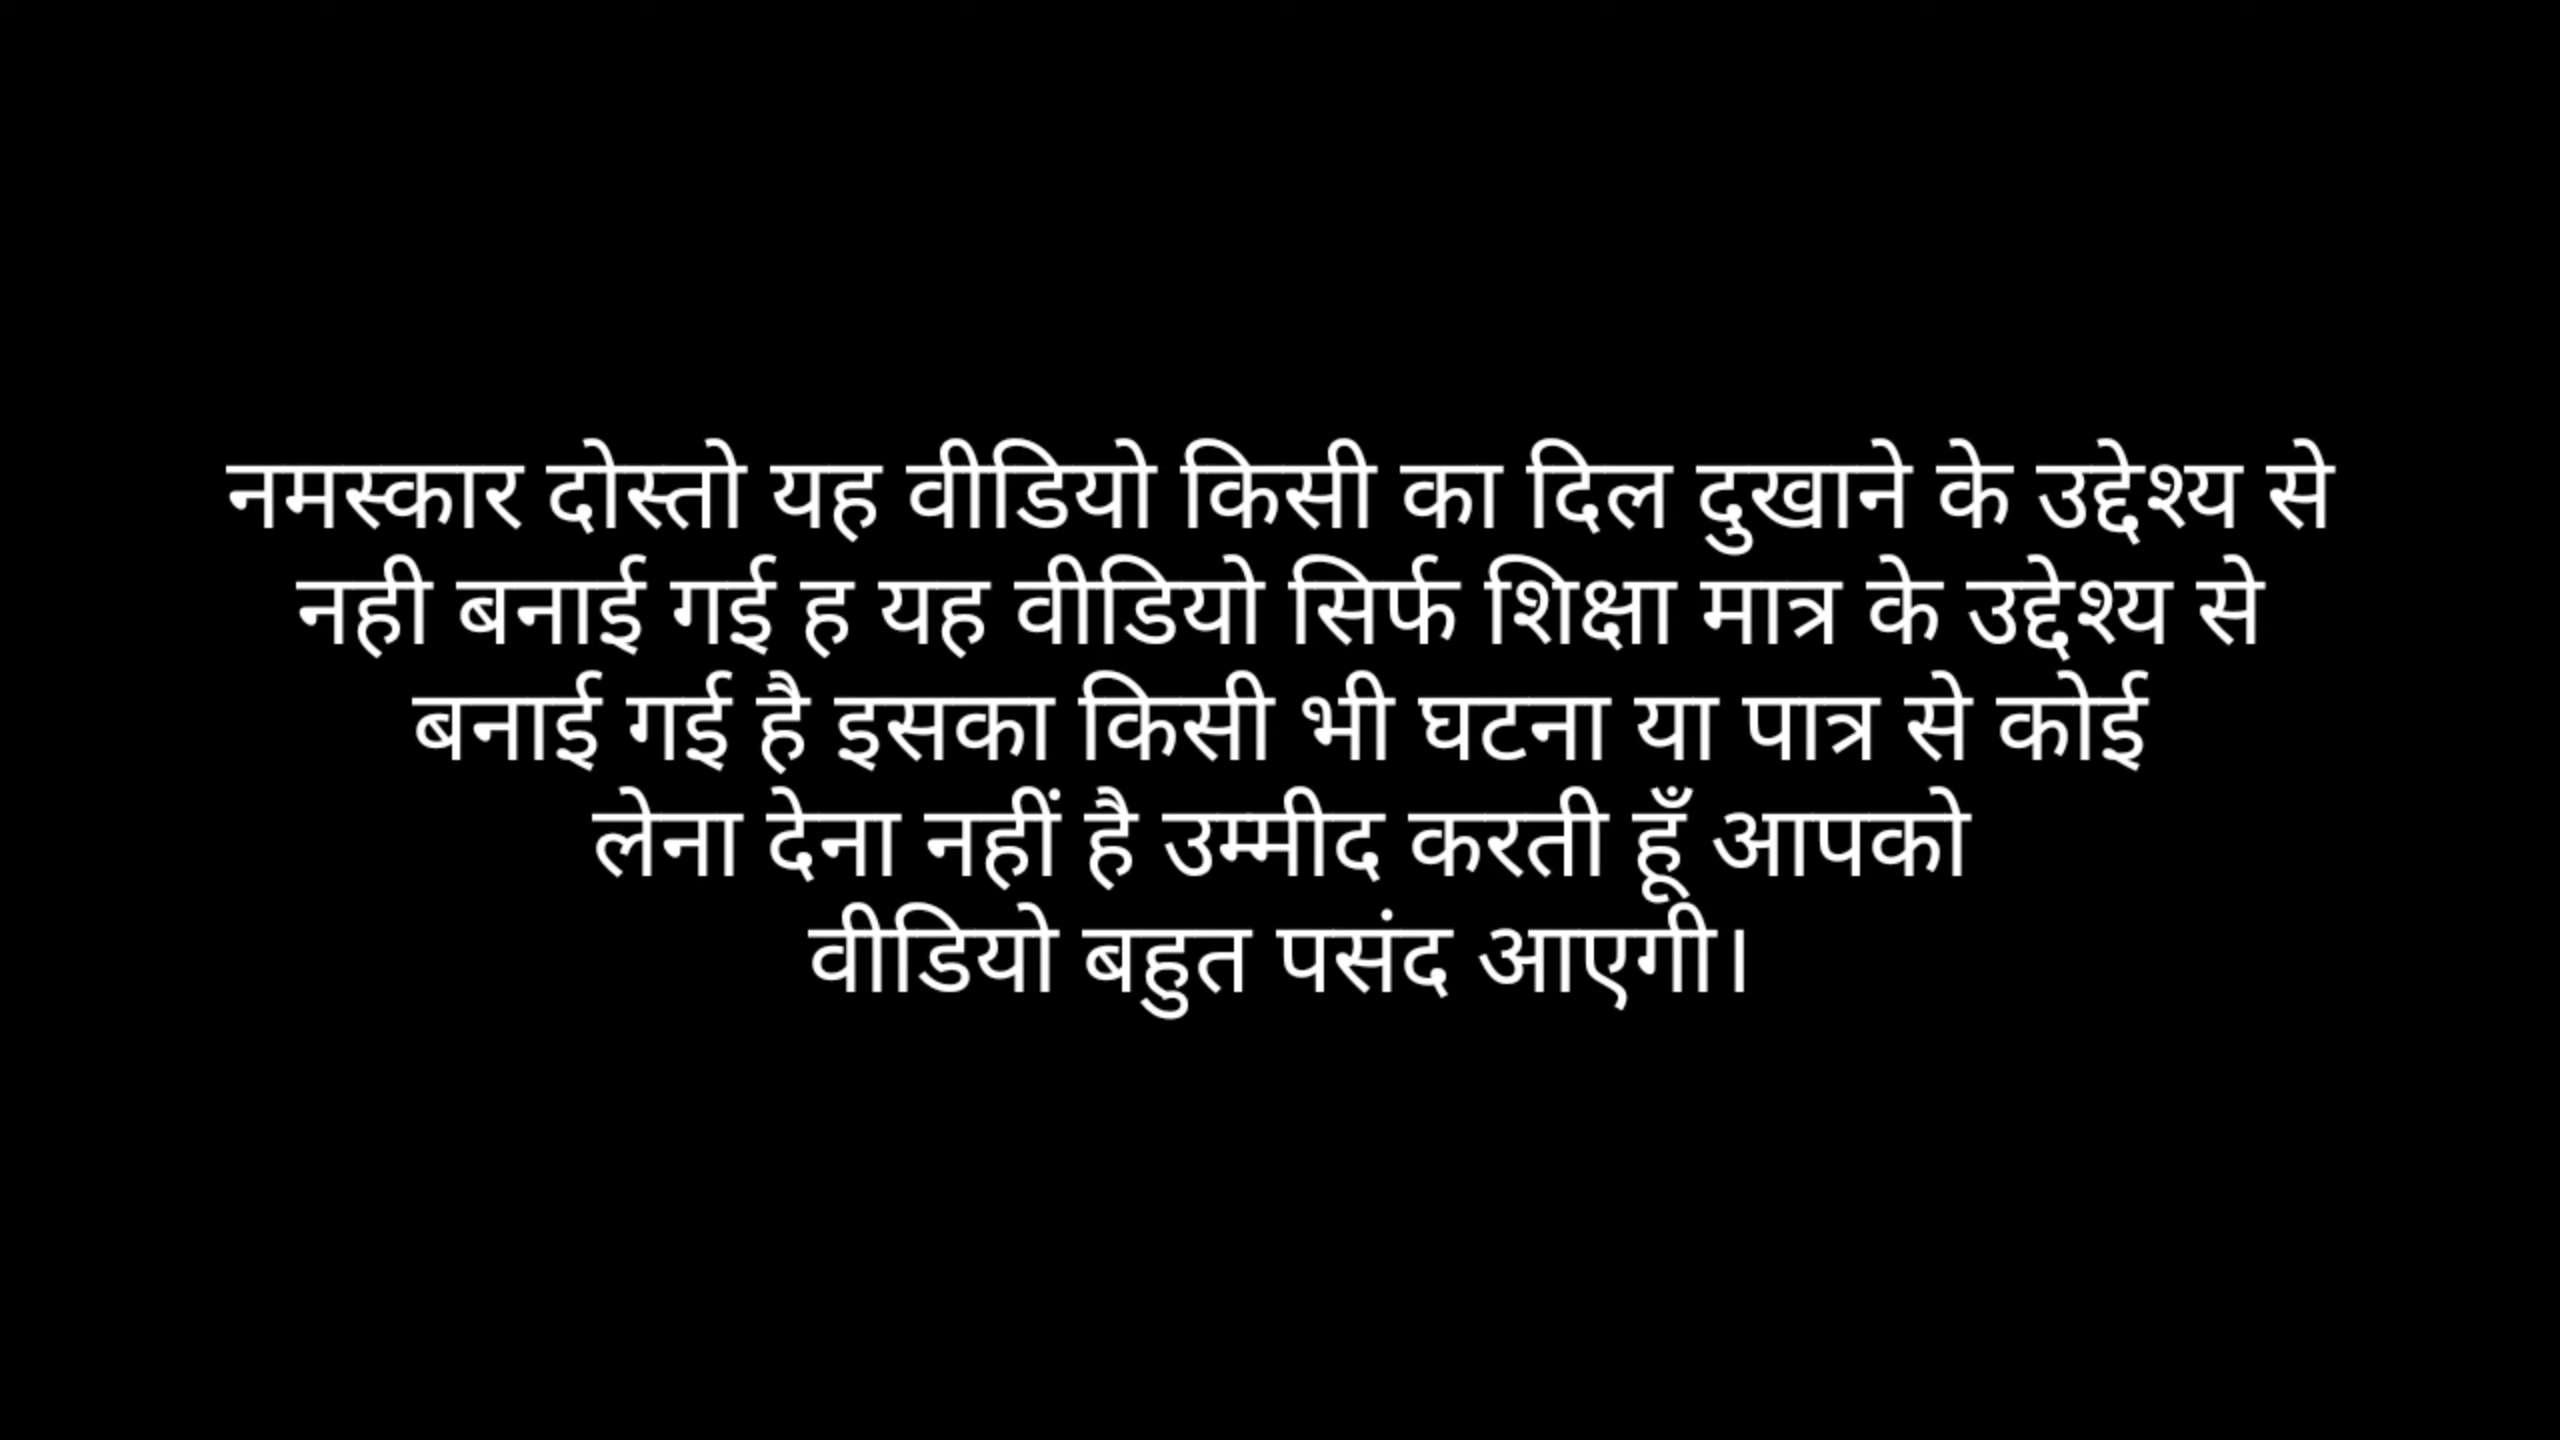 नमस्कार दोस्तो यह वीडियो किसी का दिल दुखाने के उद्देश्य से
नही बनाई गई ह यह वीडियो सिर्फ शिक्षा मात्र के उद्देश्य से
बनाई गई है इसका किसी भी घटना या पात्र से कोई
लेना देना नहीं है उम्मीद करती हूँ आपको
वीडियो बहुत पसंद आएगी।